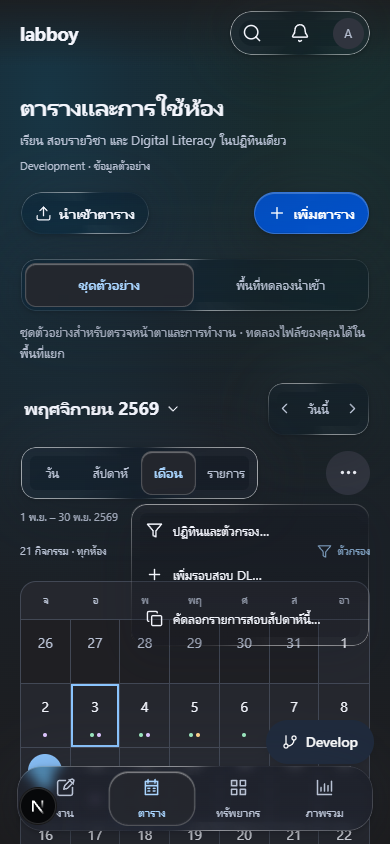 labboy
A
ตารางและการใช้ห้อง
เรียน สอบรายวิชา และ Digital Literacy ในปฏิทินเดียว
Development · ข้อมูลตัวอย่าง
นำเข้าตาราง
เพิ่มตาราง
ชุดตัวอย่าง
พื้นที่ทดลองนำเข้า
ชุดตัวอย่างสำหรับตรวจหน้าตาและการทำงาน · ทดลองไฟล์ของคุณได้ใน
พื้นที่แยก
พฤศจิกายน 2569
วันนี้
วัน สัปดาห์ เดือน รายการ
1 พ.ย. – 30 พ.ย. 2569
ปฏิทินและตัวกรอง...
21 กิจกรรม · ทุกห้อง
ตัวกรอง
เพิ่มรอบสอบ DL...
จ อ พ พฤ ศ ส อา
คัดลอกรายการสอบสัปดาห์นี้...
26 27 28 29 30 31 1
2 3 4 5 6 7 8
Develop
N
งาน ตาราง ทรัพยากร ภาพรวม
16 17 18 19 20 21 22